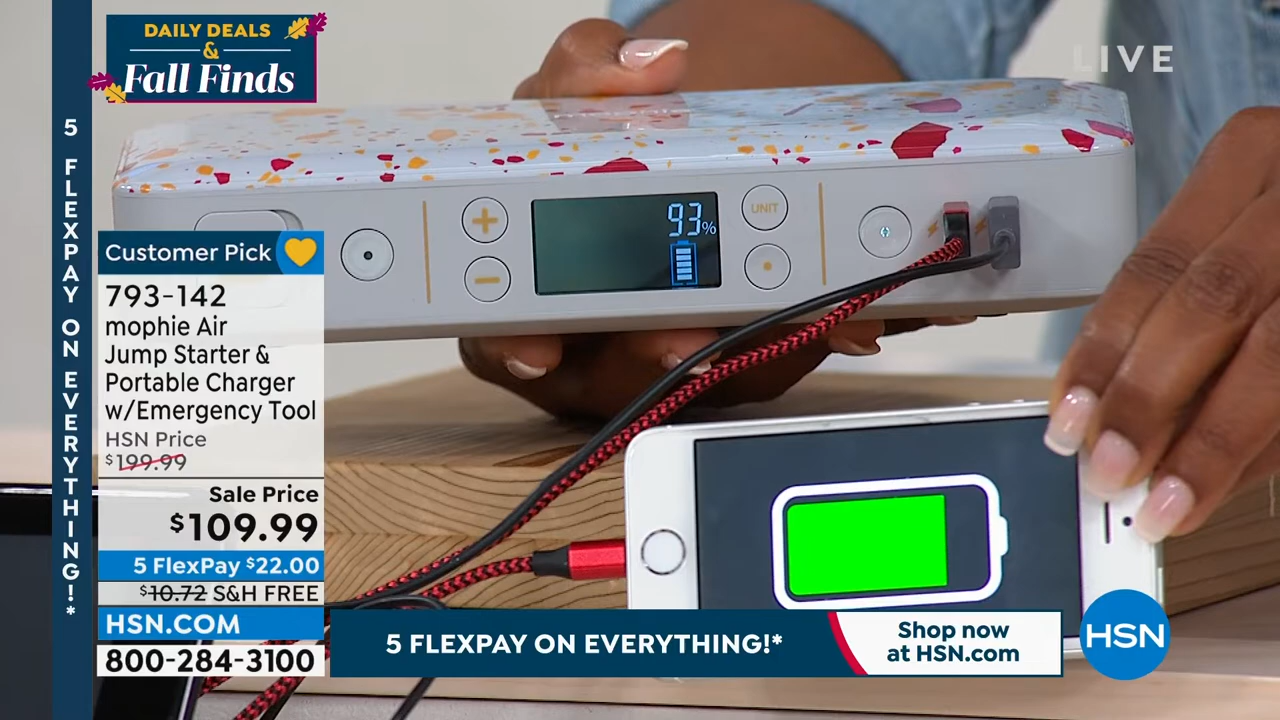 DAILY DEALS
&
Fall Finds
LIVE
5 FLEXPAY ON EVERYTHING!*
93%
UNIT
Customer Pick
793-142
mophie Air
Jump Starter &
Portable Charger
w/Emergency Tool
HSN Price
$199.99
Sale Price
$109.99
5 FlexPay $22.00
$10.72 S&H FREE
HSN.COM
800-284-3100
5 FLEXPAY ON EVERYTHING!*
Shop now
at HSN.com
HSN